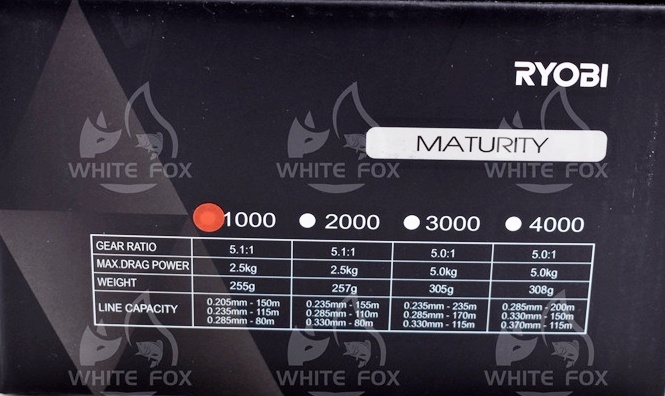 RYOBI
MATURITY
1000 2000 3000 4000
GEAR RATIO 5.1:1 5.1:1 5.0:1 5.0:1
MAX.DRAG POWER 2.5kg 2.5kg 5.0kg 5.0kg
WEIGHT 255g 257g 305g 308g
LINE CAPACITY 0.205mm - 150m 0.235mm - 155m 0.235mm - 235m 0.285mm - 200m
0.235mm - 115m 0.285mm - 110m 0.285mm - 170m 0.330mm - 150m
0.285mm - 80m 0.330mm - 80m 0.330mm - 115m 0.370mm - 115m
WHITE FOX WHITE FOX WHITE FOX
WHITE FOX WHITE FOX WHITE FOX